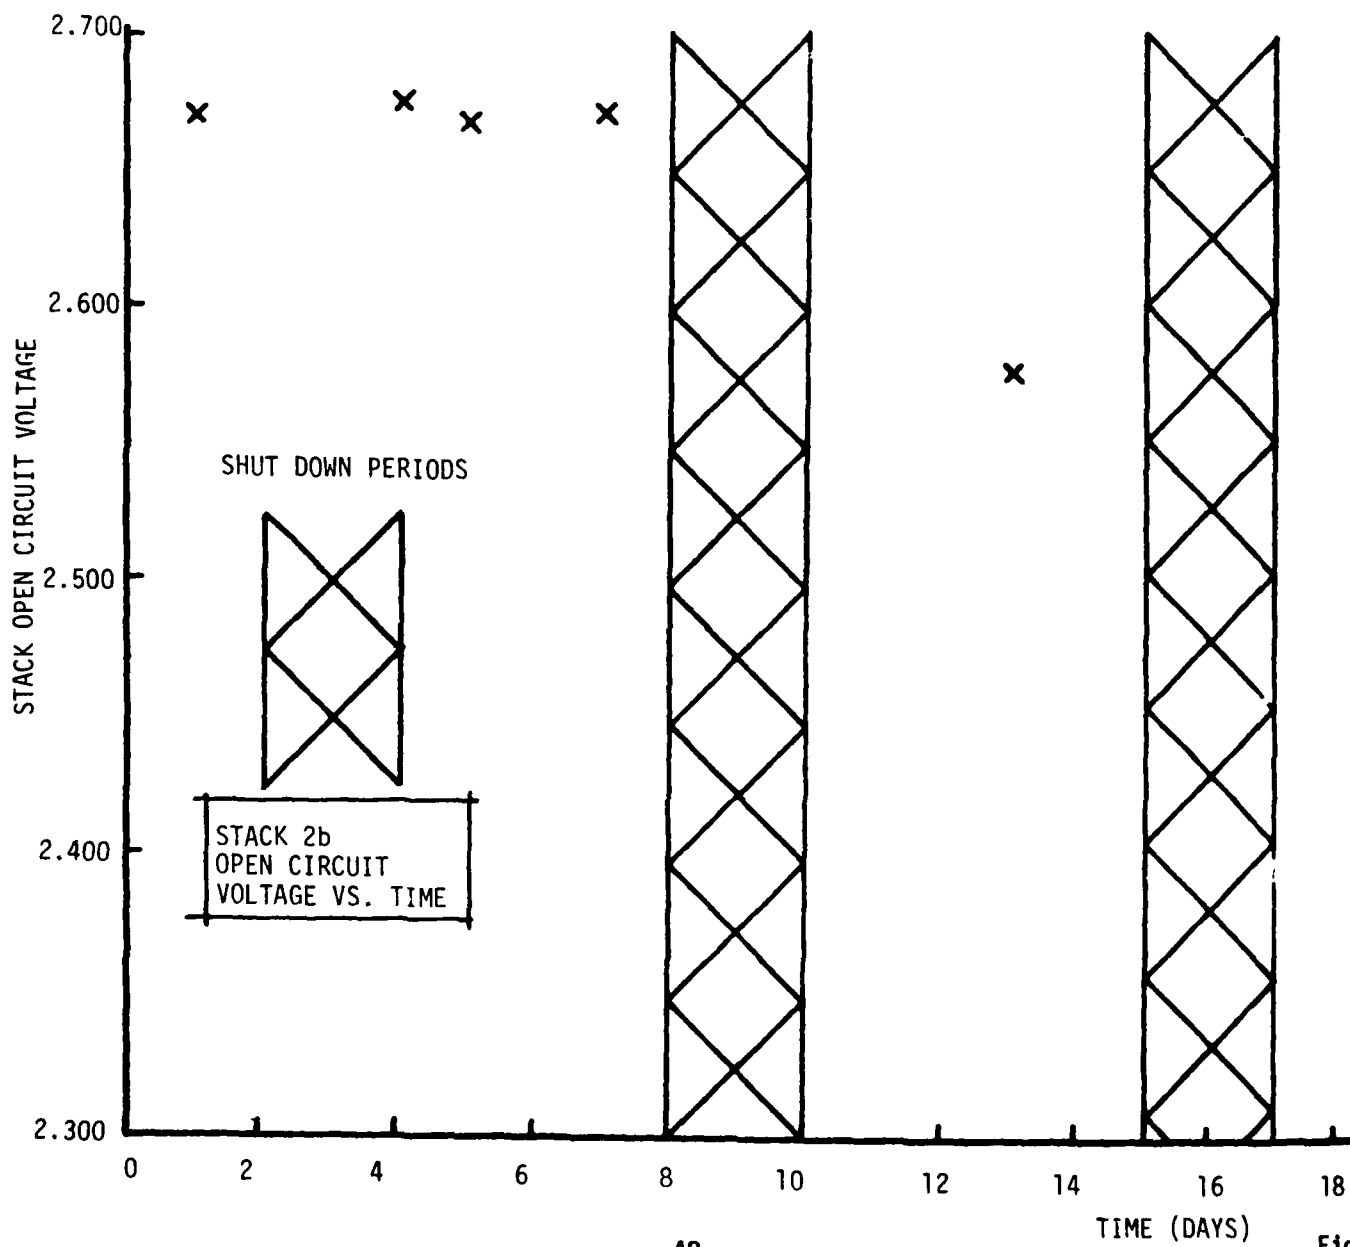 2.700
2.600
2.500
2.400
2.300
STACK OPEN CIRCUIT VOLTAGE
SHUT DOWN PERIODS
STACK 2b
OPEN CIRCUIT
VOLTAGE VS. TIME
0 2 4 6 8 10 12 14 16 18
TIME (DAYS)